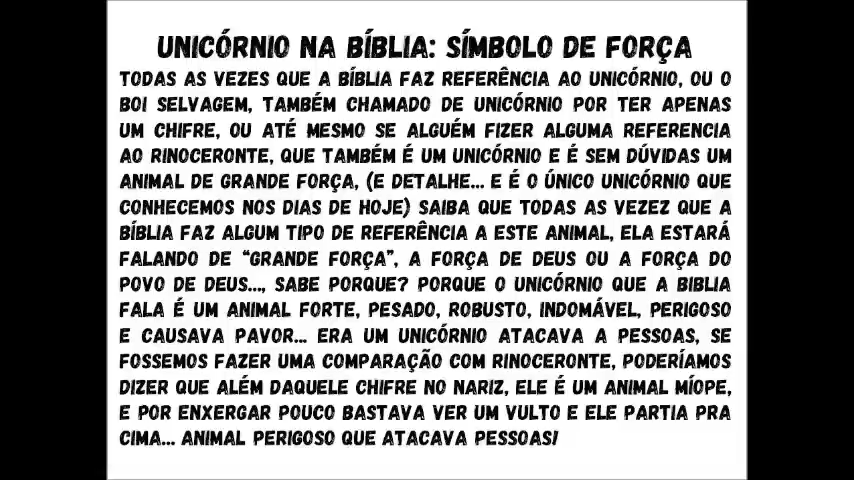 UNICÓRNIO NA BÍBLIA: SÍMBOLO DE FORÇA
TODAS AS VEZES QUE A BÍBLIA FAZ REFERÊNCIA AO UNICÓRNIO, OU O
BOI SELVAGEM, TAMBÉM CHAMADO DE UNICÓRNIO POR TER APENAS
UM CHIFRE, OU ATÉ MESMO SE ALGUÉM FIZER ALGUMA REFERENCIA
AO RINOCERONTE, QUE TAMBÉM É UM UNICÓRNIO E É SEM DÚVIDAS UM
ANIMAL DE GRANDE FORÇA, (E DETALHE... E É O ÚNICO UNICÓRNIO QUE
CONHECEMOS NOS DIAS DE HOJE) SAIBA QUE TODAS AS VEZEZ QUE A
BÍBLIA FAZ ALGUM TIPO DE REFERÊNCIA A ESTE ANIMAL, ELA ESTARÁ
FALANDO DE “GRANDE FORÇA”, A FORÇA DE DEUS OU A FORÇA DO
POVO DE DEUS..., SABE PORQUE? PORQUE O UNICÓRNIO QUE A BIBLIA
FALA É UM ANIMAL FORTE, PESADO, ROBUSTO, INDOMÁVEL, PERIGOSO
E CAUSAVA PAVOR... ERA UM UNICÓRNIO ATACAVA A PESSOAS, SE
FOSSEMOS FAZER UMA COMPARAÇÃO COM RINOCERONTE, PODERÍAMOS
DIZER QUE ALÉM DAQUELE CHIFRE NO NARIZ, ELE É UM ANIMAL MÍOPE,
E POR ENXERGAR POUCO BASTAVA VER UM VULTO E ELE PARTIA PRA
CIMA... ANIMAL PERIGOSO QUE ATACAVA PESSOAS!